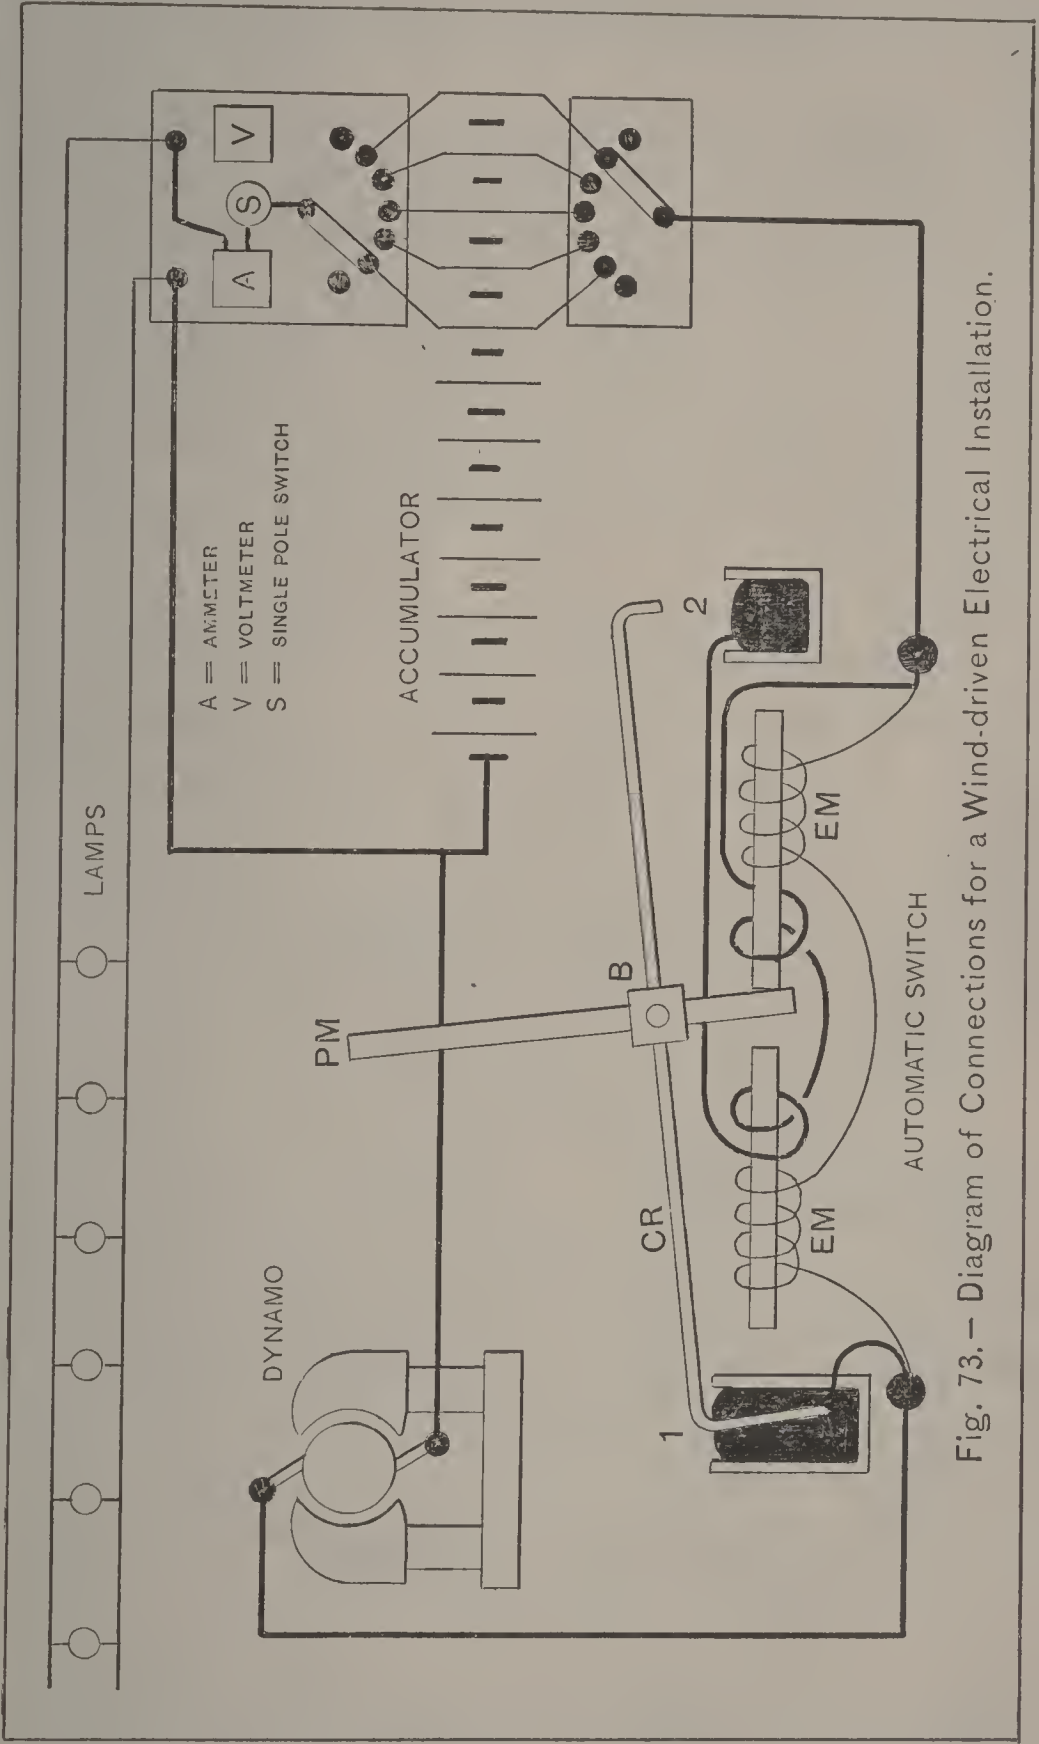 LAMPS
V
S
A
A = AMMETER
V = VOLTMETER
S = SINGLE POLE SWITCH
ACCUMULATOR
DYNAMO
PM
B
CR
1
2
EM
EM
AUTOMATIC SWITCH
Fig. 73. — Diagram of Connections for a Wind-driven Electrical Installation.